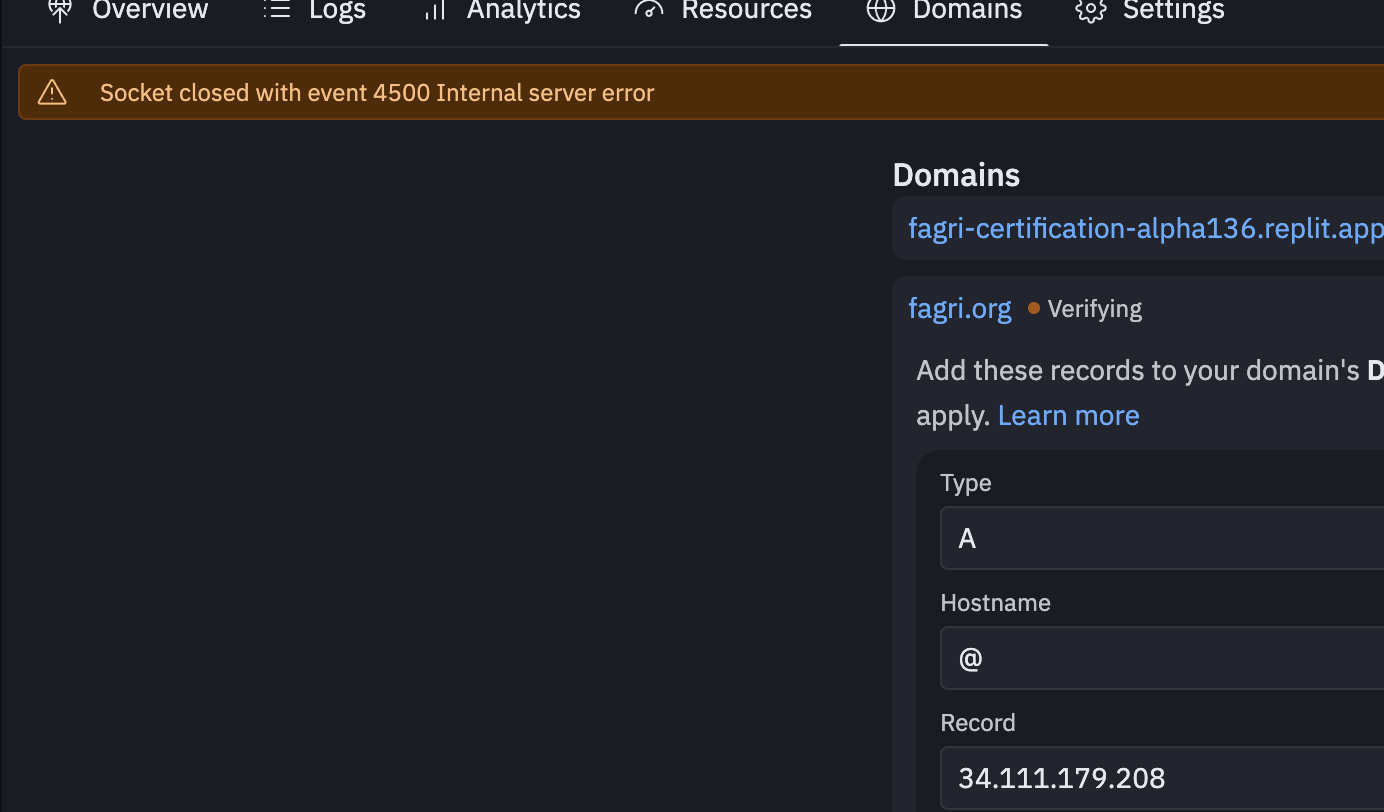 Overview Logs Analytics Resources Domains Settings
Socket closed with event 4500 Internal server error
Domains
fagri-certification-alpha136.replit.app
fagri.org Verifying
Add these records to your domain's
apply. Learn more
Type
A
Hostname
@
Record
34.111.179.208